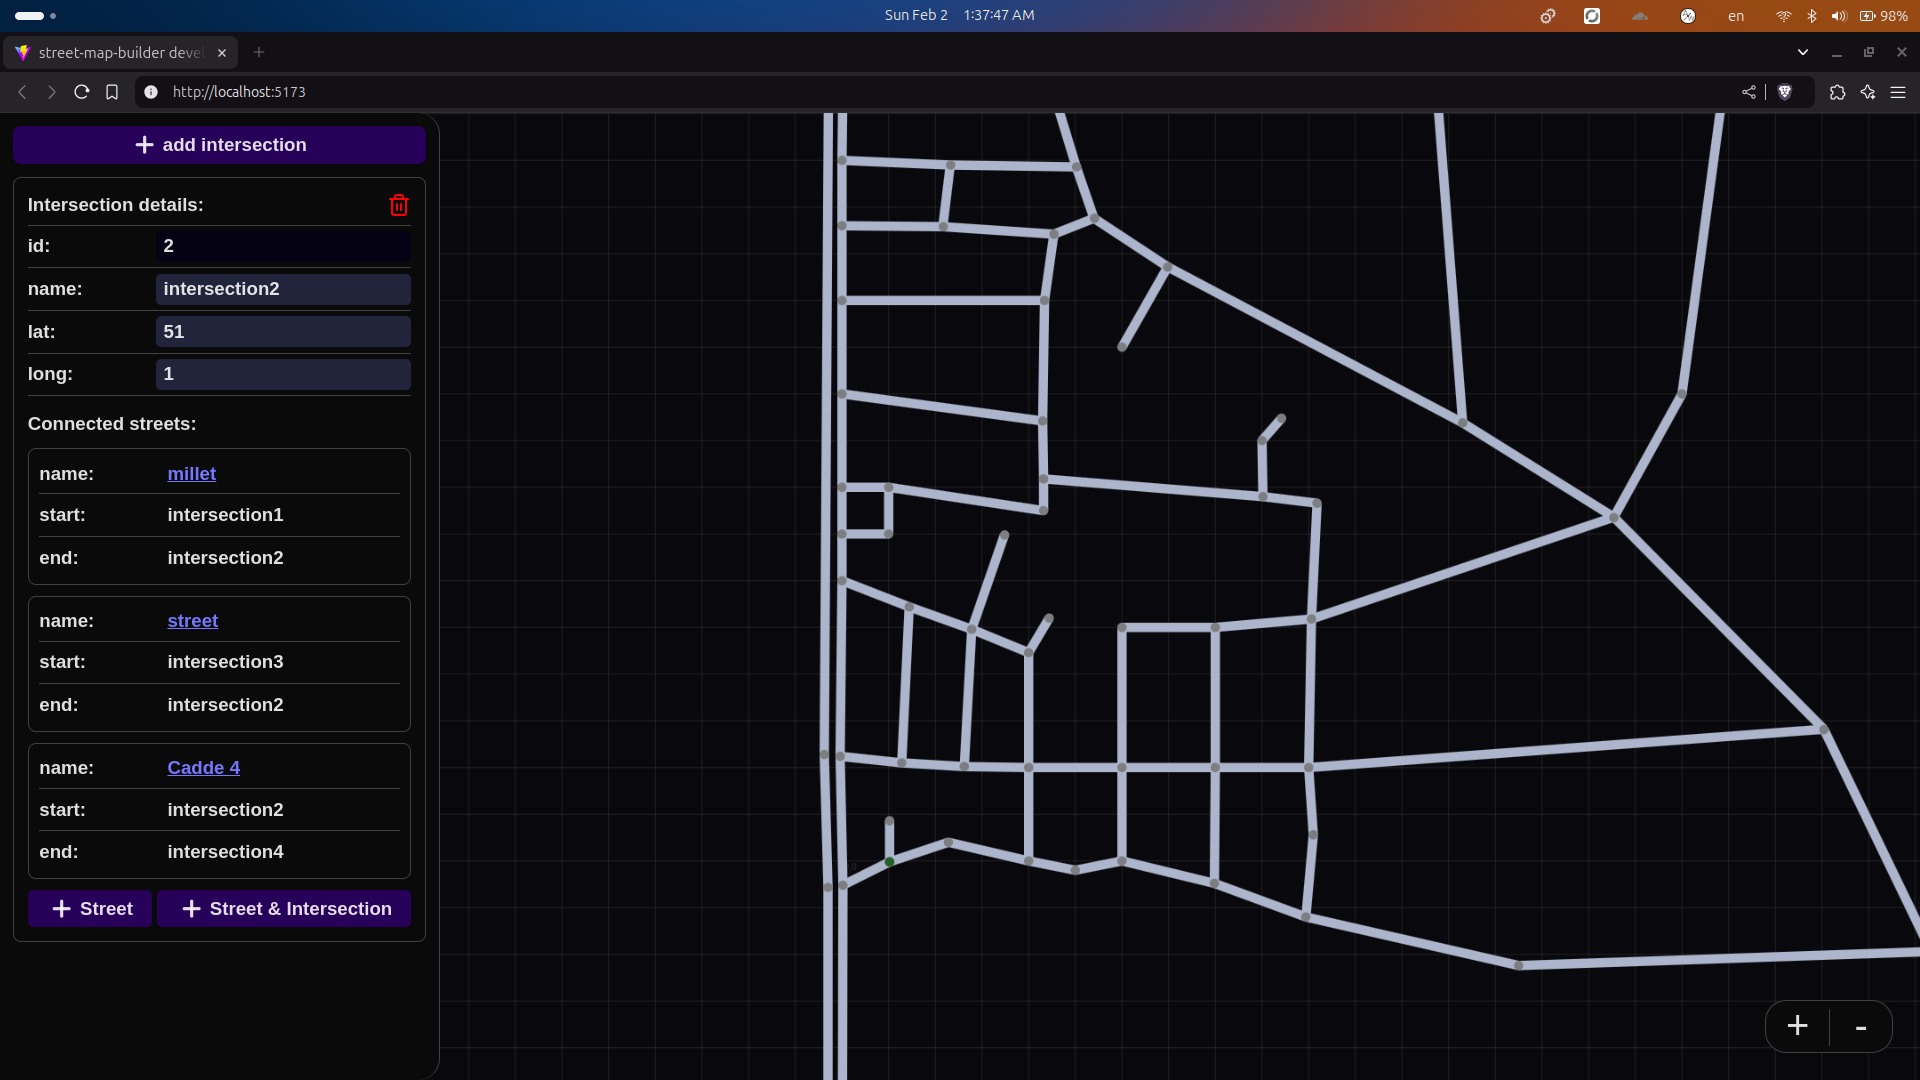 Sun Feb 2 1:37:47 AM
en
98%
street-map-builder devel
http://localhost:5173
add intersection
Intersection details:
id: 2
name: intersection2
lat: 51
long: 1
Connected streets:
name: millet
start: intersection1
end: intersection2
name: street
start: intersection3
end: intersection2
name: Cadde 4
start: intersection2
end: intersection4
+ Street + Street & Intersection
+ -